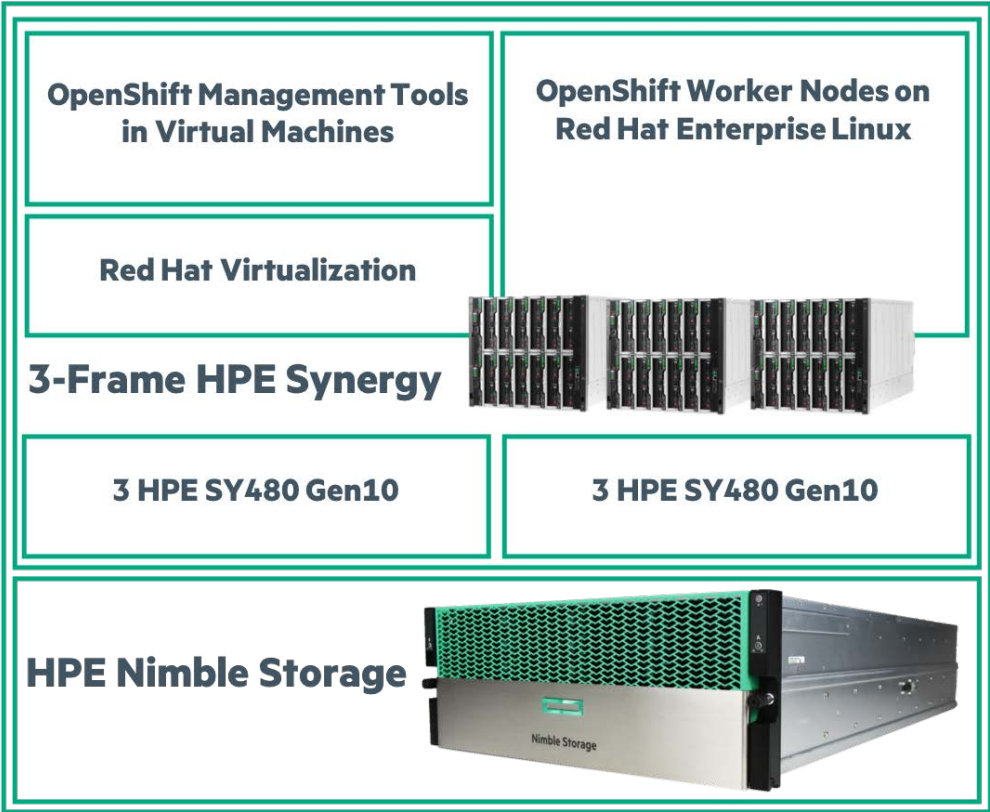 OpenShift Management Tools
in Virtual Machines
OpenShift Worker Nodes on
Red Hat Enterprise Linux
Red Hat Virtualization
3-Frame HPE Synergy
3 HPE SY480 Gen10
3 HPE SY480 Gen10
HPE Nimble Storage
Nimble Storage